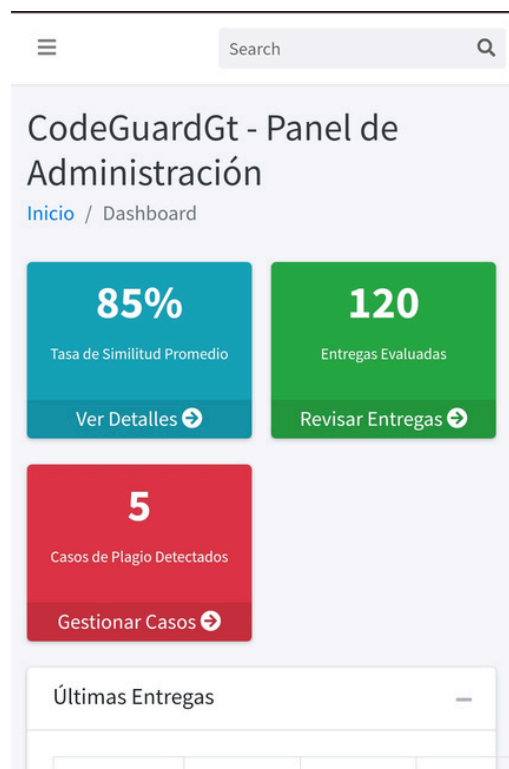 Search
CodeGuardGt - Panel de
Administración
Inicio / Dashboard
85%
Tasa de Similitud Promedio
Ver Detalles
120
Entregas Evaluadas
Revisar Entregas
5
Casos de Plagio Detectados
Gestionar Casos
Últimas Entregas